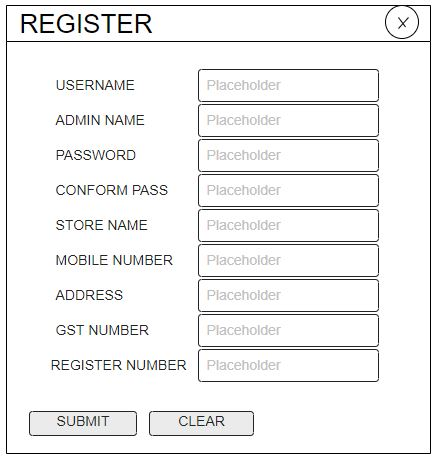 REGISTER X
USERNAME Placeholder
ADMIN NAME Placeholder
PASSWORD Placeholder
CONFORM PASS Placeholder
STORE NAME Placeholder
MOBILE NUMBER Placeholder
ADDRESS Placeholder
GST NUMBER Placeholder
REGISTER NUMBER Placeholder
SUBMIT CLEAR